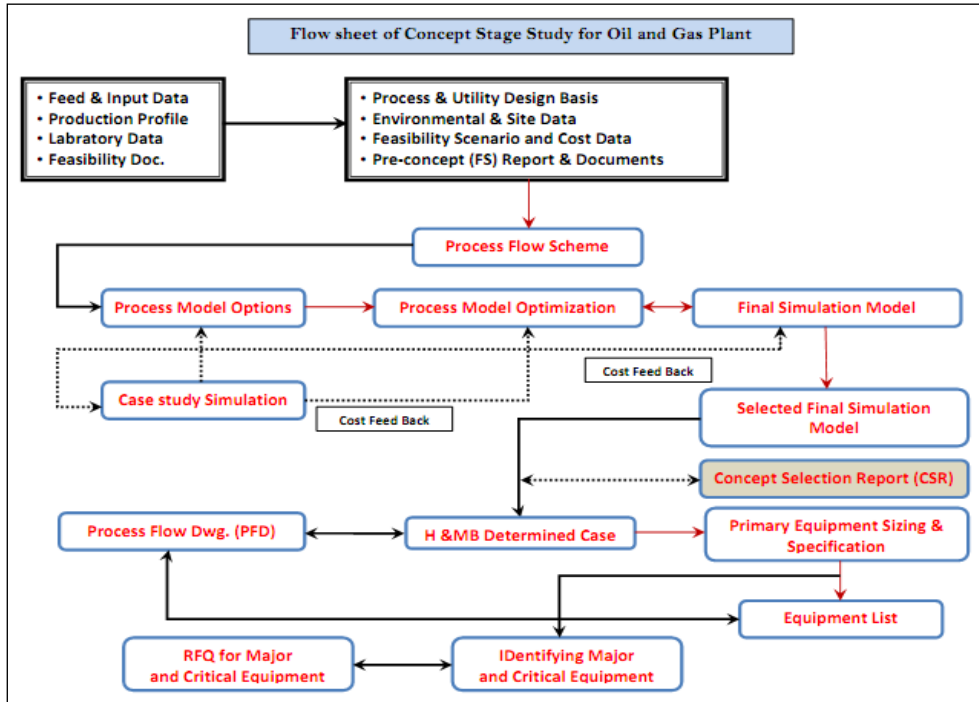 Flow sheet of Concept Stage Study for Oil and Gas Plant
• Feed & Input Data
• Production Profile
• Labratory Data
• Feasibility Doc.
• Process & Utility Design Basis
• Environmental & Site Data
• Feasibility Scenario and Cost Data
• Pre-concept (FS) Report & Documents
Process Flow Scheme
Process Model Options
Process Model Optimization
Final Simulation Model
Cost Feed Back
Case study Simulation
Cost Feed Back
Selected Final Simulation
Model
Concept Selection Report (CSR)
Process Flow Dwg. (PFD)
H &MB Determined Case
Primary Equipment Sizing &
Specification
Equipment List
RFQ for Major
and Critical Equipment
IDentifying Major
and Critical Equipment